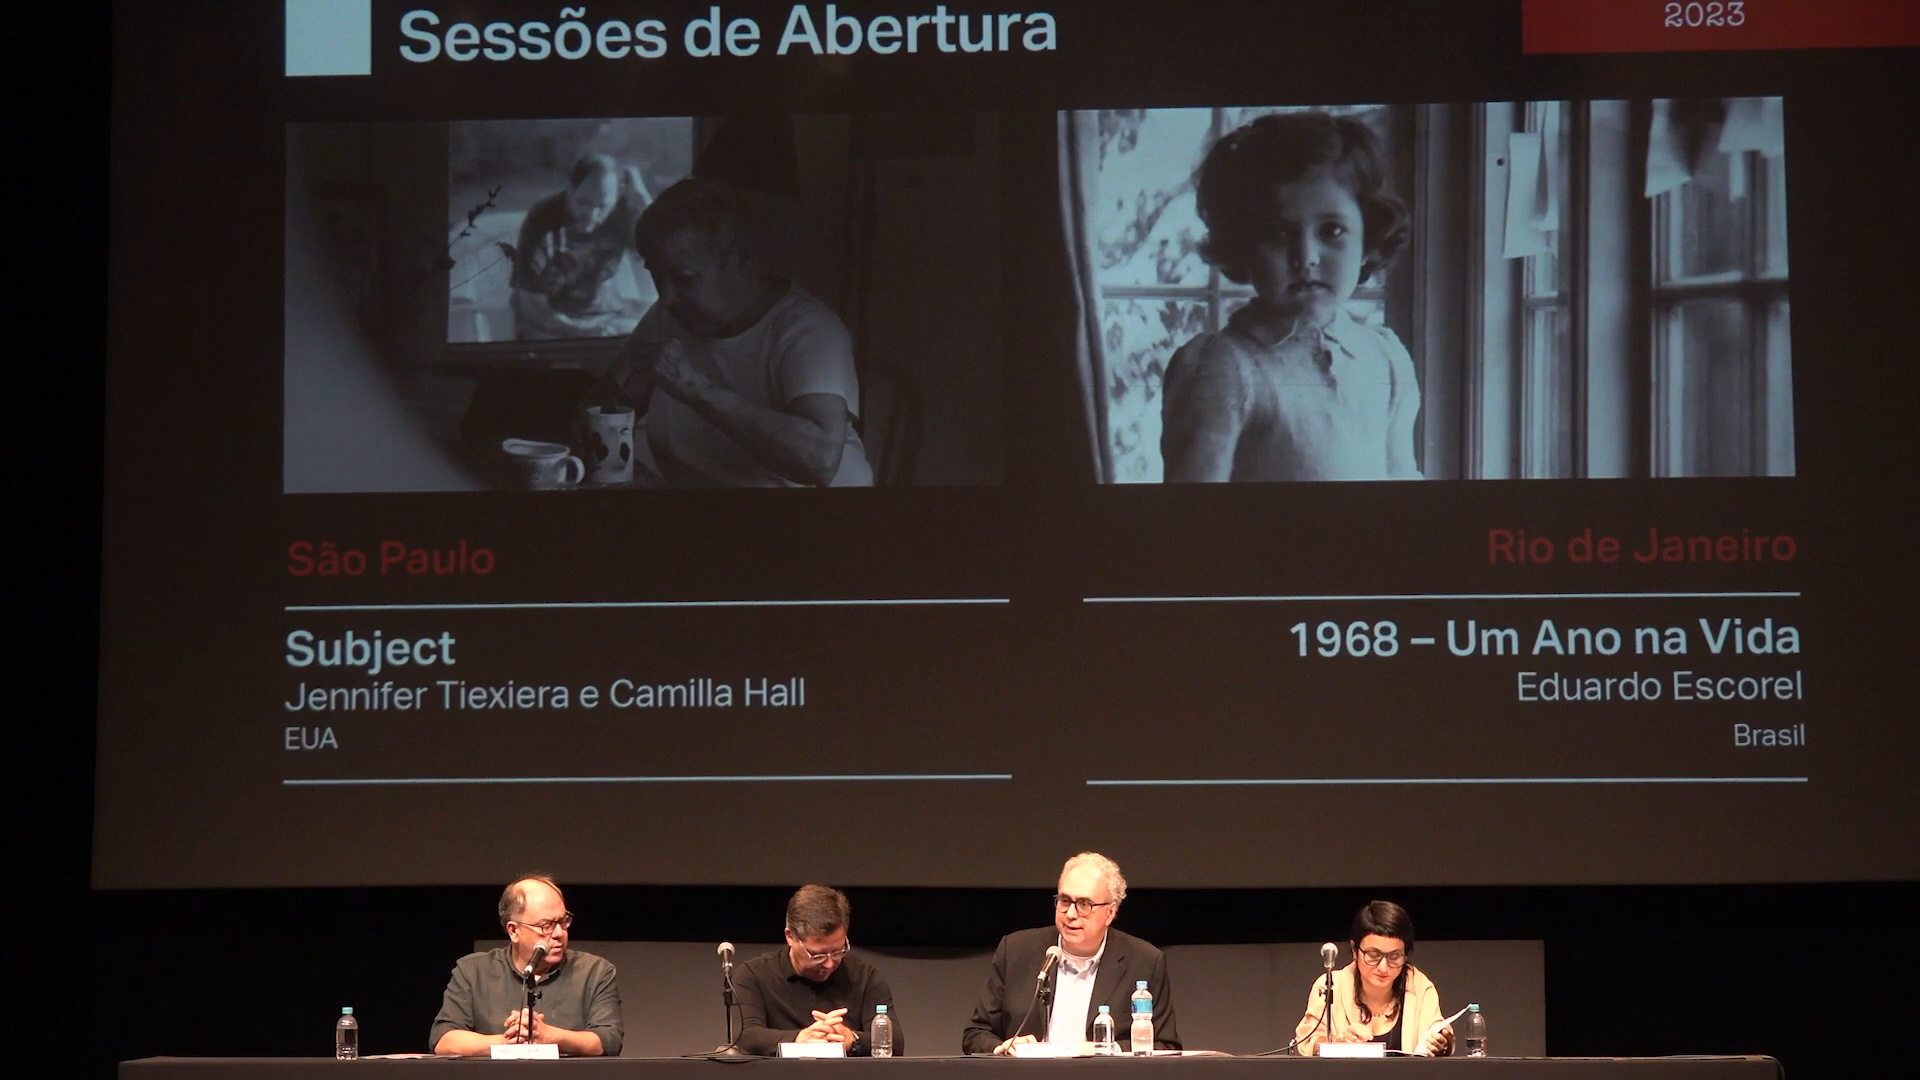 Sessões de Abertura
2023
São Paulo
Subject
Jennifer Tiexiera e Camilla Hall
EUA
Rio de Janeiro
1968 – Um Ano na Vida
Eduardo Escorel
Brasil